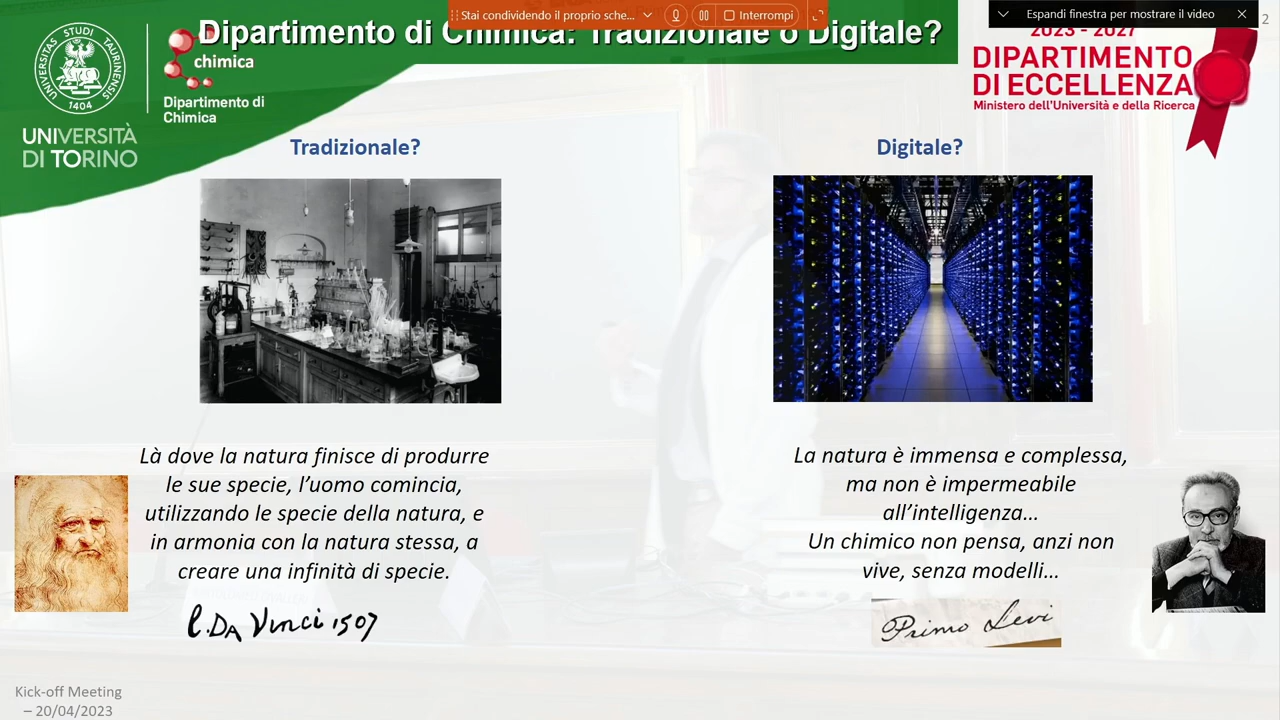 Dipartimento di Chimica: Tradizionale o Digitale?
Stai condividendo il proprio sche...
Interrompi
Espandi finestra per mostrare il video
2
UNIVERSITAS STUDI TAURINENSIS
1404
UNIVERSITÀ
DI TORINO
chimica
Dipartimento di
Chimica
2023 - 2027
DIPARTIMENTO
DI ECCELLENZA
Ministero dell'Università e della Ricerca
Tradizionale?
Là dove la natura finisce di produrre
le sue specie, l'uomo comincia,
utilizzando le specie della natura, e
in armonia con la natura stessa, a
creare una infinità di specie.
L. DA Vinci 1507
Digitale?
La natura è immensa e complessa,
ma non è impermeabile
all'intelligenza...
Un chimico non pensa, anzi non
vive, senza modelli...
Primo Levi
Kick-off Meeting
– 20/04/2023